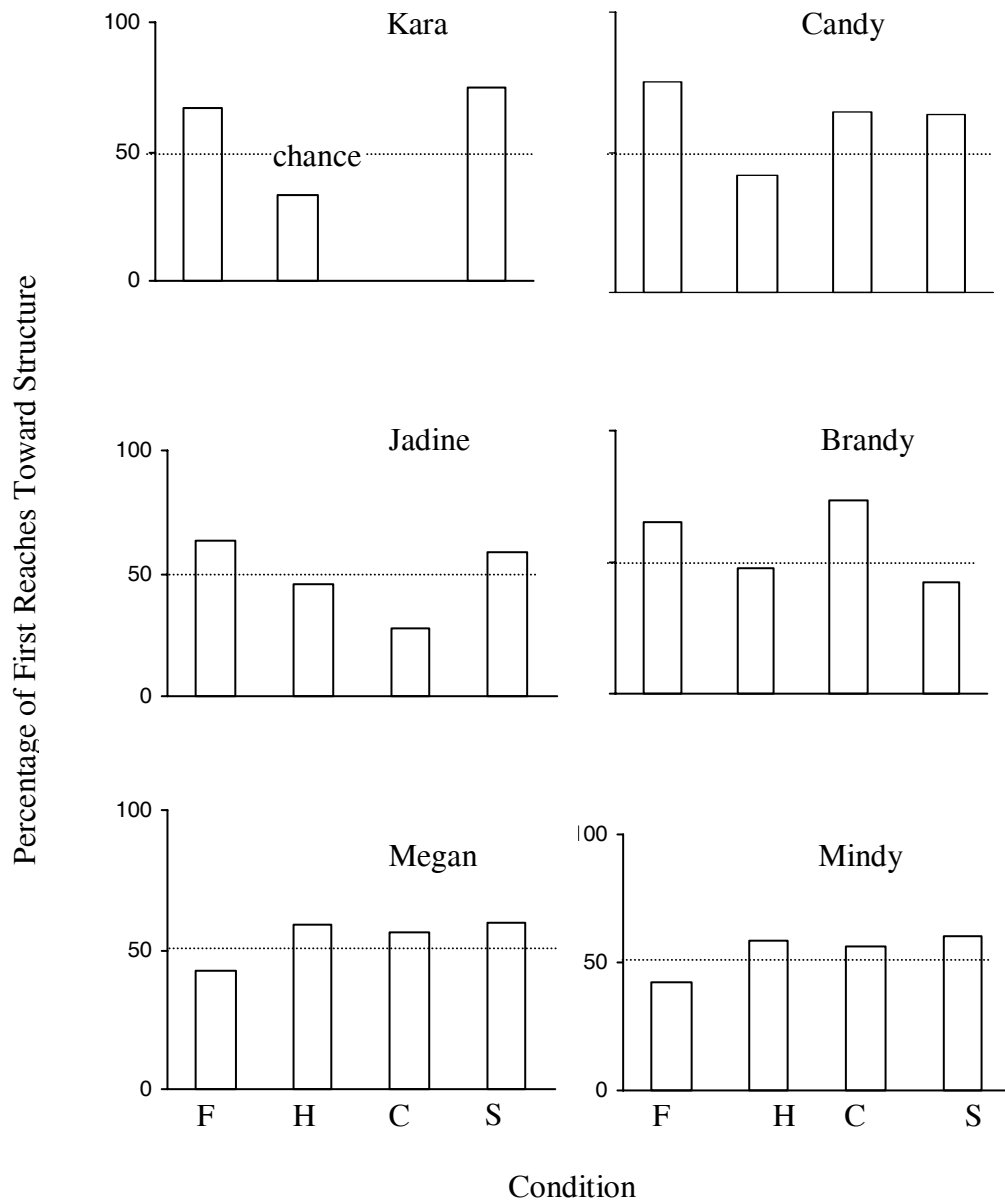 Percentage of First Reaches Toward Structure
100
Kara
50
chance
0
Candy
100
Jadine
50
0
Brandy
100
Megan
50
0
F H C S
100
Mindy
50
0
F H C S
Condition